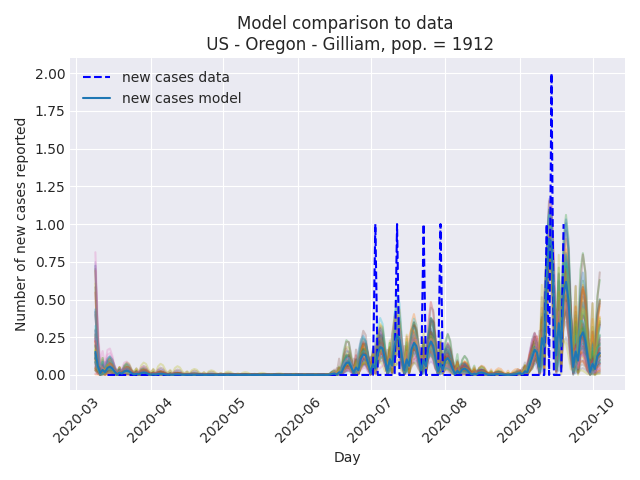 Model comparison to data
US - Oregon - Gilliam, pop. = 1912
2.00
1.75
1.50
1.25
1.00
0.75
0.50
0.25
0.00
Number of new cases reported
new cases data
new cases model
2020-03
2020-04
2020-05
2020-06
2020-07
2020-08
2020-09
2020-10
Day